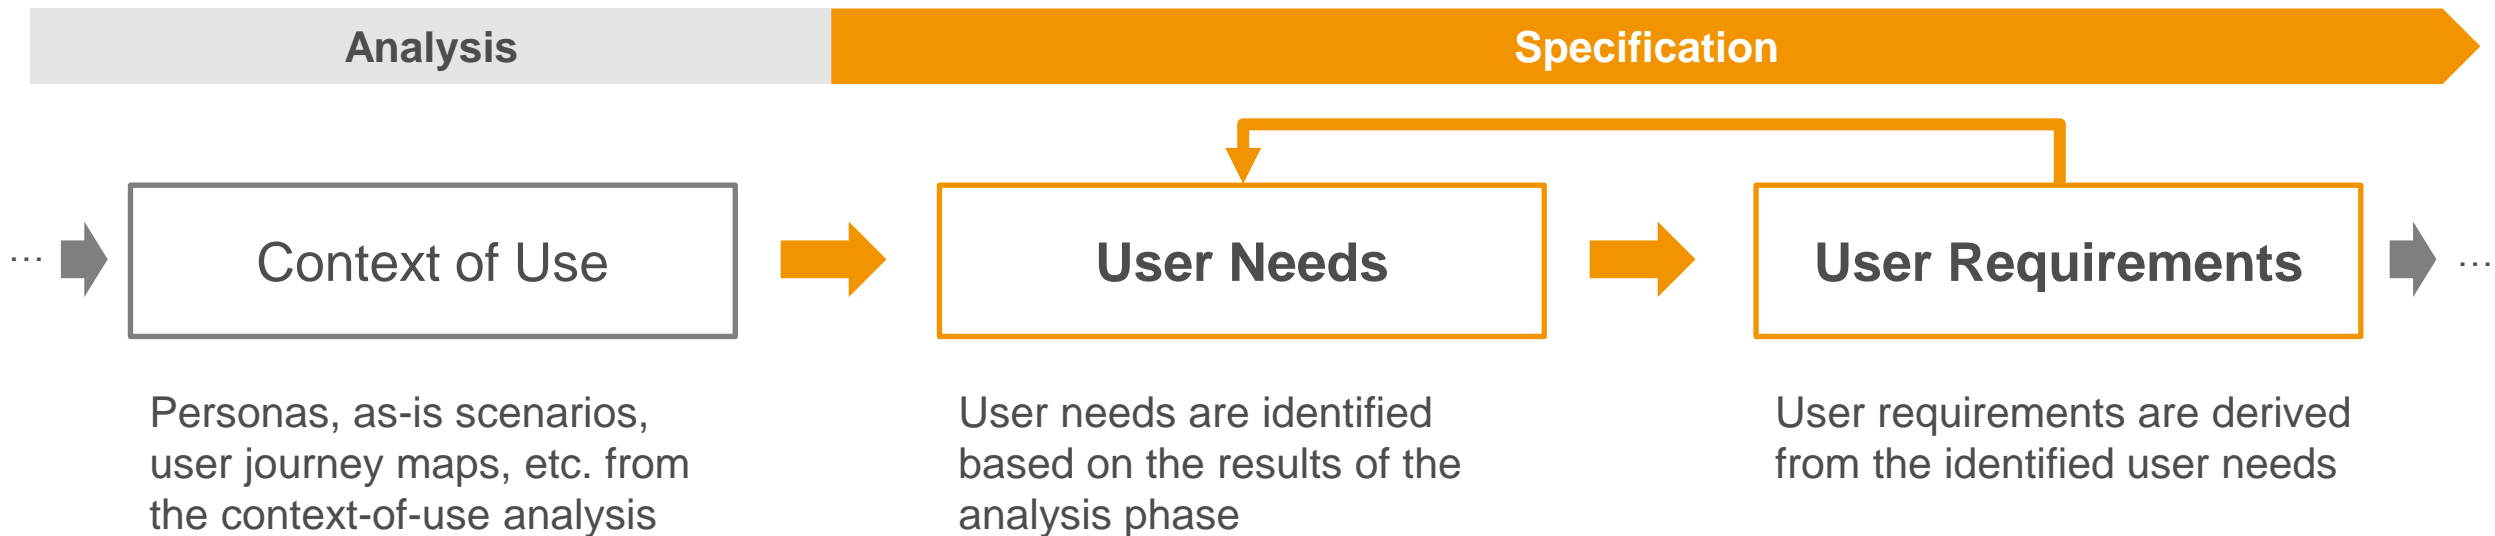 Analysis
Specification
...
Context of Use
User Needs
User Requirements
...
Personas, as-is scenarios,
user journey maps, etc. from
the context-of-use analysis
User needs are identified
based on the results of the
analysis phase
User requirements are derived
from the identified user needs